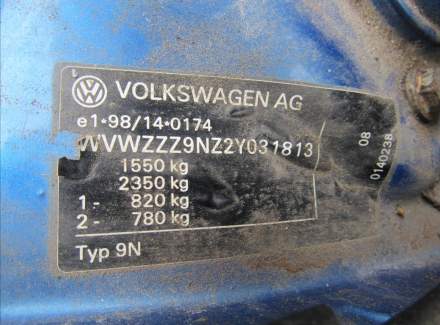 VOLKSWAGEN AG
e1*98/14*0174
WVWZZZ9NZ2Y031813
1550 kg
2350 kg
1- 820 kg
2- 780 kg
Typ 9N
08
0140238